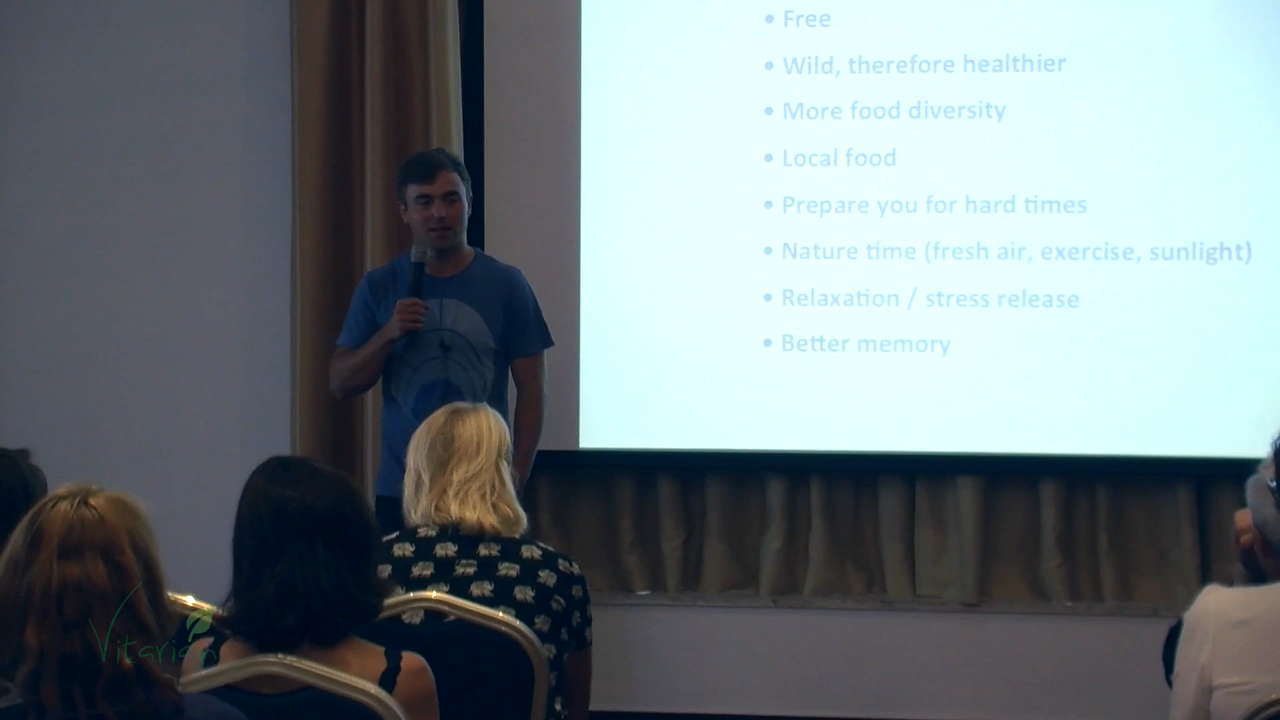 • Free
• Wild, therefore healthier
• More food diversity
• Local food
• Prepare you for hard times
• Nature time (fresh air, exercise, sunlight)
• Relaxation / stress release
• Better memory
Vitarian